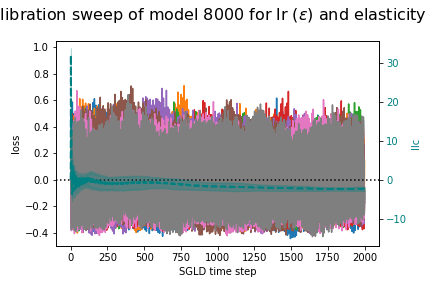 libration sweep of model 8000 for lr (ε) and elasticity
1.0
0.8
0.6
0.4
0.2
0.0
−0.2
−0.4
loss
30
20
10
0
−10
llc
0 250 500 750 1000 1250 1500 1750 2000
SGLD time step